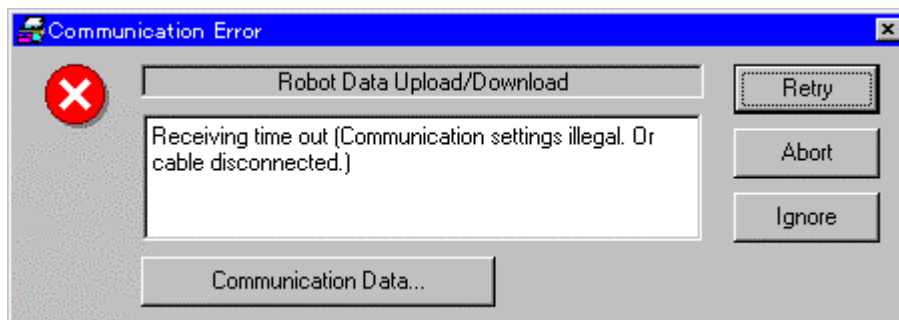 Communication Error
Robot Data Upload/Download
Retry
Receiving time out (Communication settings illegal. Or
cable disconnected.)
Abort
Ignore
Communication Data...